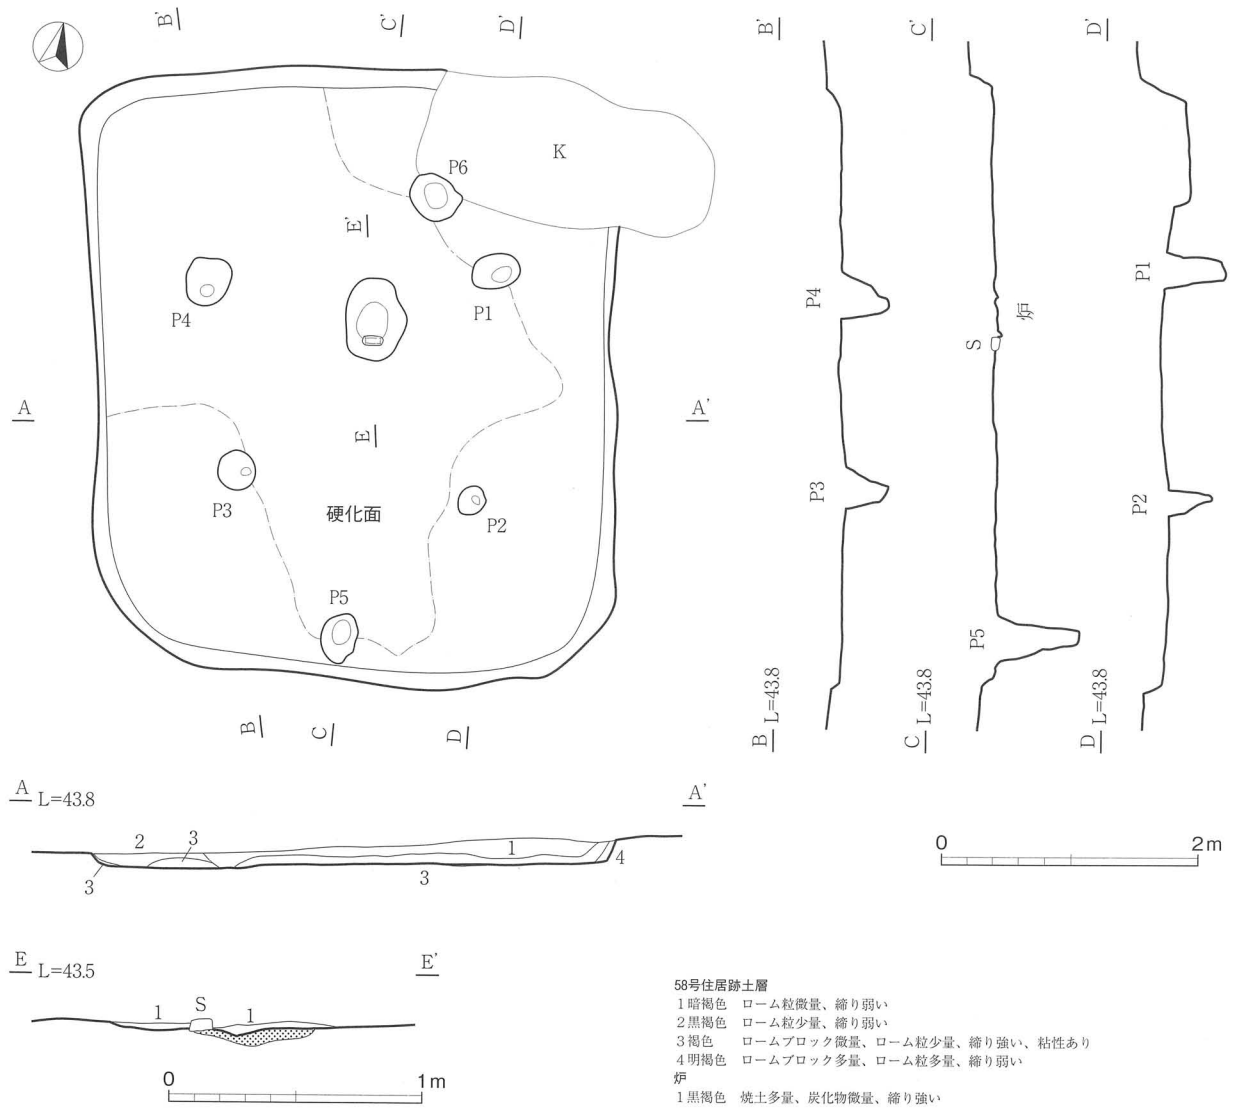 B'
C'
D'
K
P6
E'
P4
P1
A
A'
E
P3
P2
硬化面
P5
B
C
D
B'
C'
D'
P4
炉
S
P1
P3
P2
P5
B L=43.8
C L=43.8
D L=43.8
A L=43.8
A'
2
3
1
4
3
3
0
2m
E L=43.5
E'
1
S
1
0
1m
58号住居跡土層
1暗褐色 ローム粒微量、締り弱い
2黒褐色 ローム粒少量、締り弱い
3褐色 ロームブロック微量、ローム粒少量、締り強い、粘性あり
4明褐色 ロームブロック多量、ローム粒多量、締り弱い
炉
1黒褐色 焼土多量、炭化物微量、締り強い